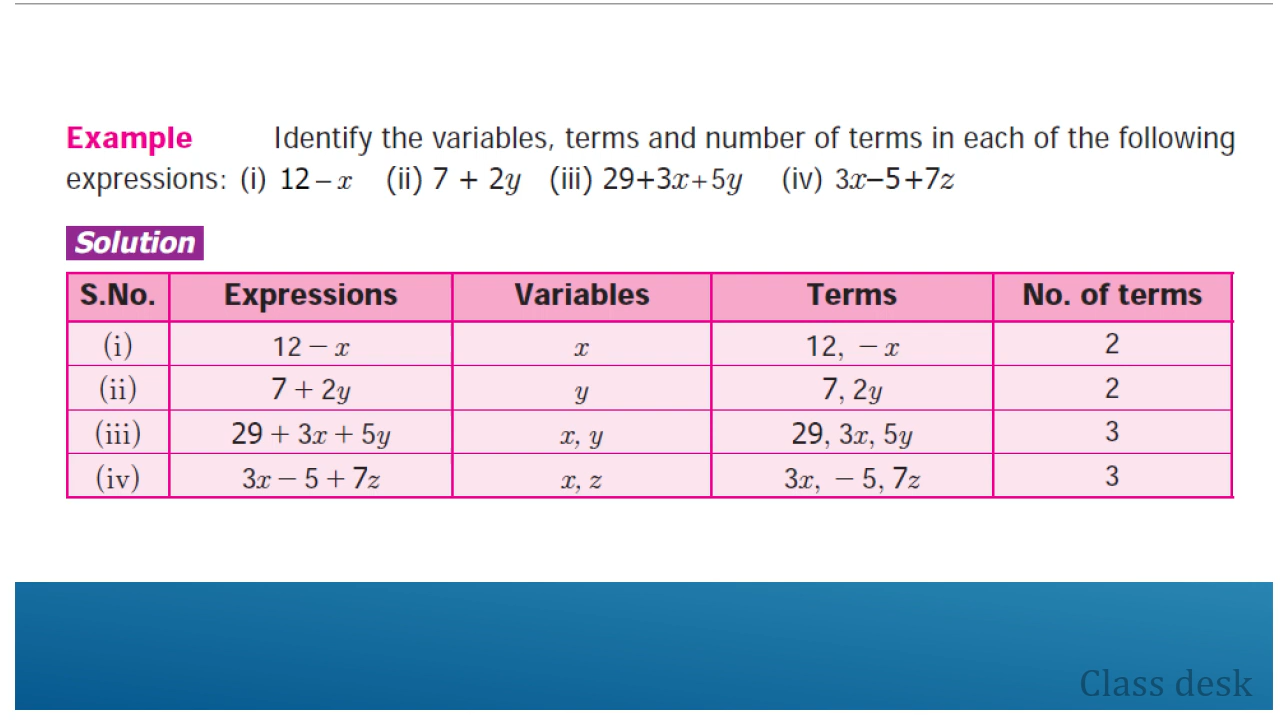 Example Identify the variables, terms and number of terms in each of the following
expressions: (i) 12 – x (ii) 7 + 2y (iii) 29+3x+5y (iv) 3x–5+7z
Solution
S.No. Expressions Variables Terms No. of terms
(i) 12 − x x 12, − x 2
(ii) 7 + 2y y 7, 2y 2
(iii) 29 + 3x + 5y x, y 29, 3x, 5y 3
(iv) 3x − 5 + 7z x, z 3x, − 5, 7z 3
Class desk